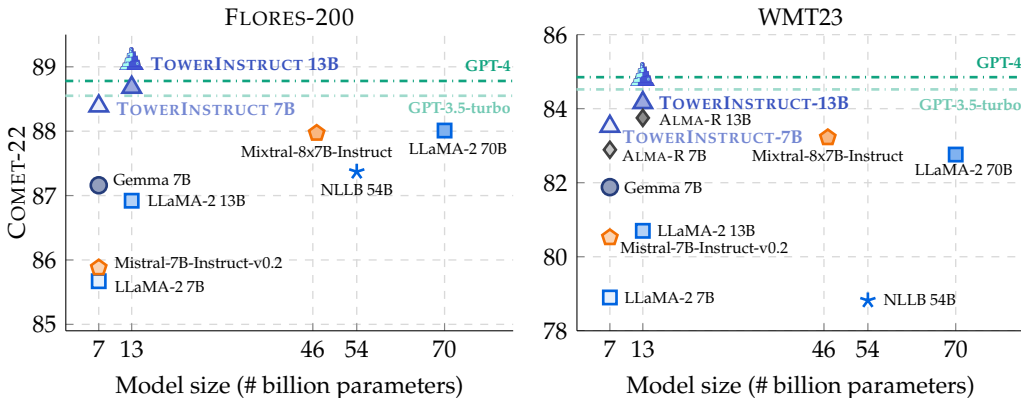 FLORES-200
COMET-22
89
88
87
86
85
TOWERINSTRUCT 13B
GPT-4
TOWERINSTRUCT 7B
GPT-3.5-turbo
Mixtral-8x7B-Instruct
LLaMA-2 70B
NLLB 54B
Gemma 7B
LLaMA-2 13B
Mistral-7B-Instruct-v0.2
LLaMA-2 7B
7 13 46 54 70
Model size (# billion parameters)
WMT23
86
84
82
80
78
GPT-4
TOWERINSTRUCT-13B
GPT-3.5-turbo
ALMA-R 13B
TOWERINSTRUCT-7B
ALMA-R 7B
Mixtral-8x7B-Instruct
LLaMA-2 70B
Gemma 7B
LLaMA-2 13B
Mistral-7B-Instruct-v0.2
LLaMA-2 7B
NLLB 54B
7 13 46 54 70
Model size (# billion parameters)